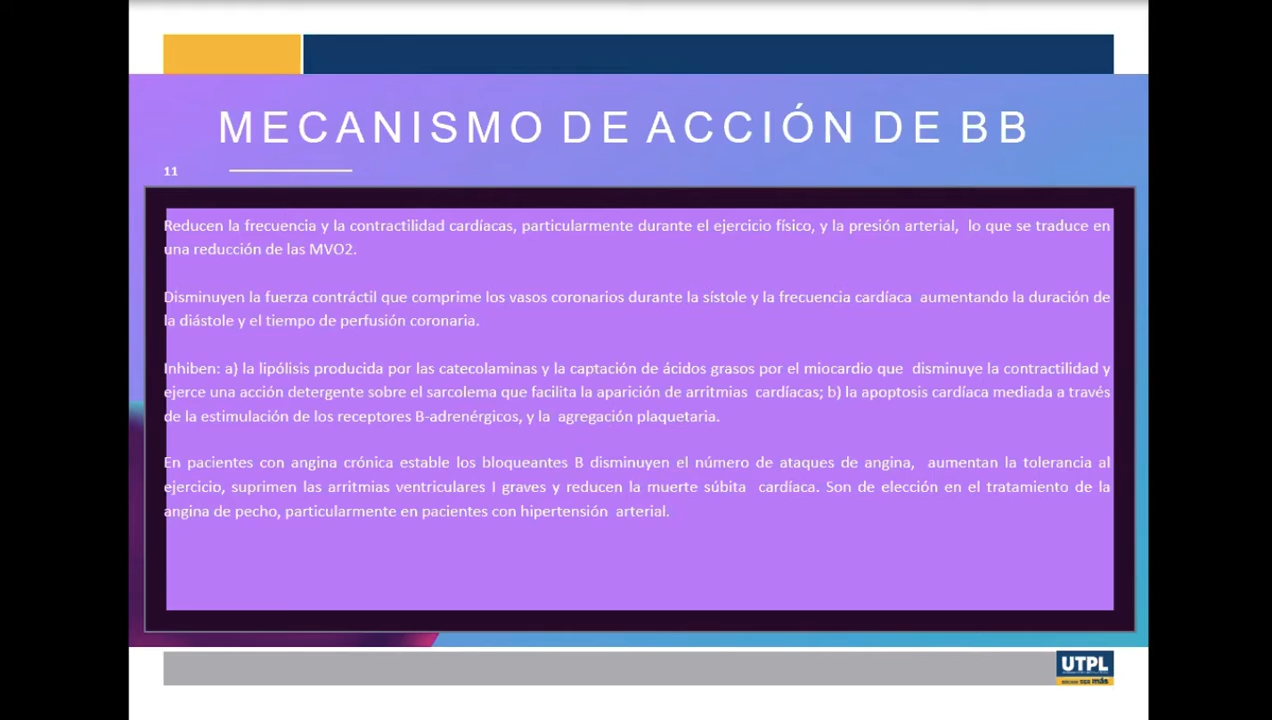 MECANISMO DE ACCIÓN DE BB
11
Reducen la frecuencia y la contractilidad cardíacas, particularmente durante el ejercicio físico, y la presión arterial, lo que se traduce en
una reducción de las MVO2.
Disminuyen la fuerza contráctil que comprime los vasos coronarios durante la sístole y la frecuencia cardíaca aumentando la duración de
la diástole y el tiempo de perfusión coronaria.
Inhiben: a) la lipólisis producida por las catecolaminas y la captación de ácidos grasos por el miocardio que disminuye la contractilidad y
ejerce una acción detergente sobre el sarcolema que facilita la aparición de arritmias cardíacas; b) la apoptosis cardíaca mediada a través
de la estimulación de los receptores B-adrenérgicos, y la agregación plaquetaria.
En pacientes con angina crónica estable los bloqueantes B disminuyen el número de ataques de angina, aumentan la tolerancia al
ejercicio, suprimen las arritmias ventriculares I graves y reducen la muerte súbita cardíaca. Son de elección en el tratamiento de la
angina de pecho, particularmente en pacientes con hipertensión arterial.
UTPL
más